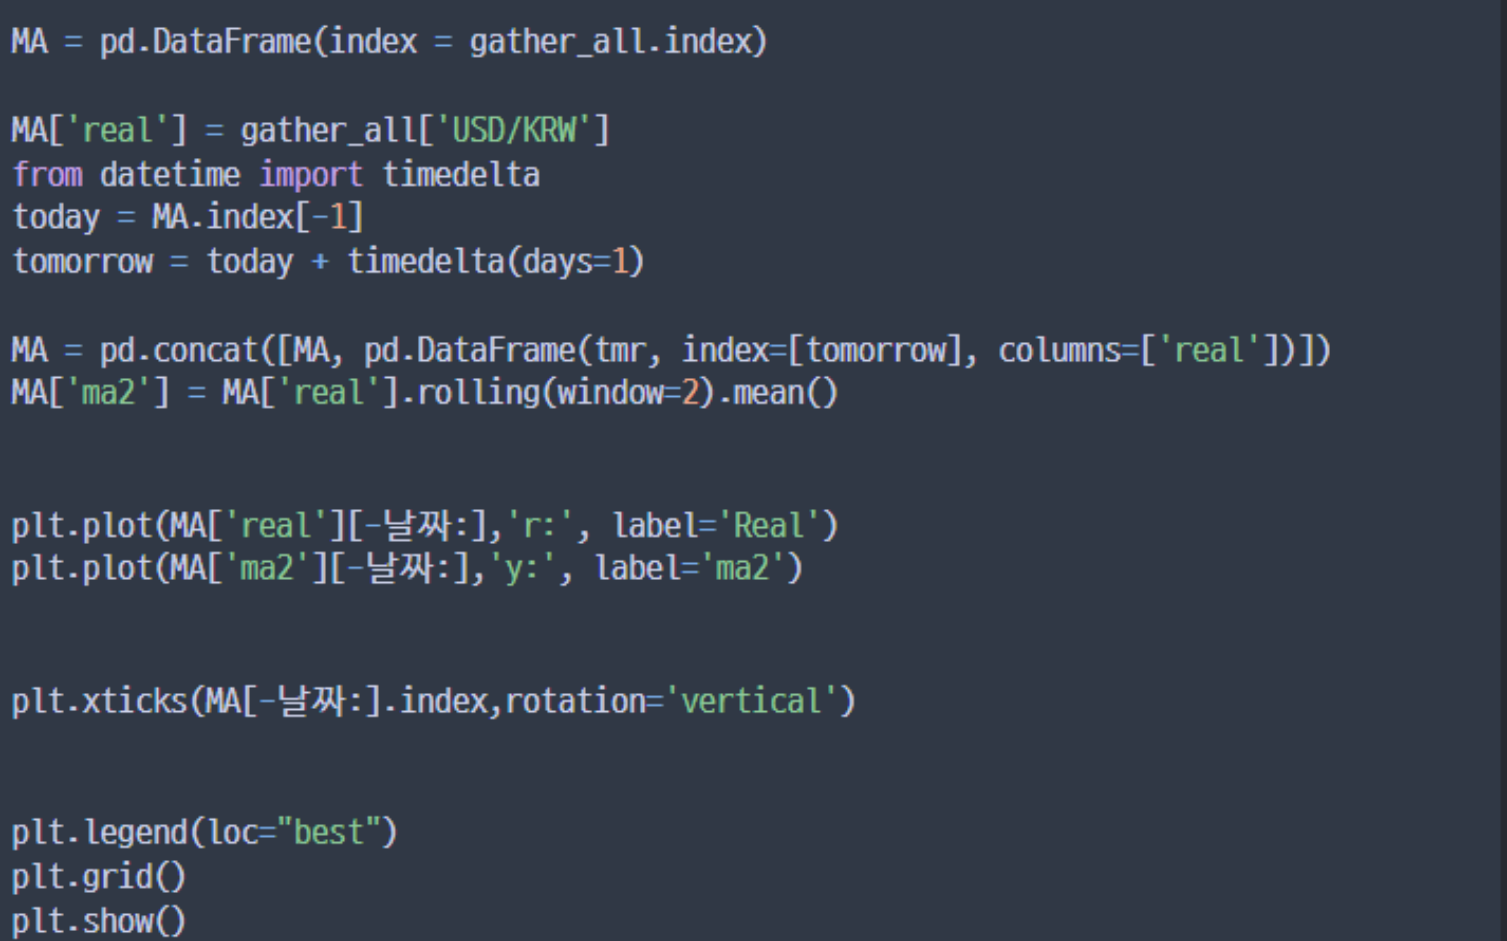 MA = pd.DataFrame(index = gather_all.index)
MA['real'] = gather_all['USD/KRW']
from datetime import timedelta
today = MA.index[-1]
tomorrow = today + timedelta(days=1)
MA = pd.concat([MA, pd.DataFrame(tmr, index=[tomorrow], columns=['real'])])
MA['ma2'] = MA['real'].rolling(window=2).mean()
plt.plot(MA['real'][-날짜:],'r:', label='Real')
plt.plot(MA['ma2'][-날짜:],'y:', label='ma2')
plt.xticks(MA[-날짜:].index,rotation='vertical')
plt.legend(loc="best")
plt.grid()
plt.show()